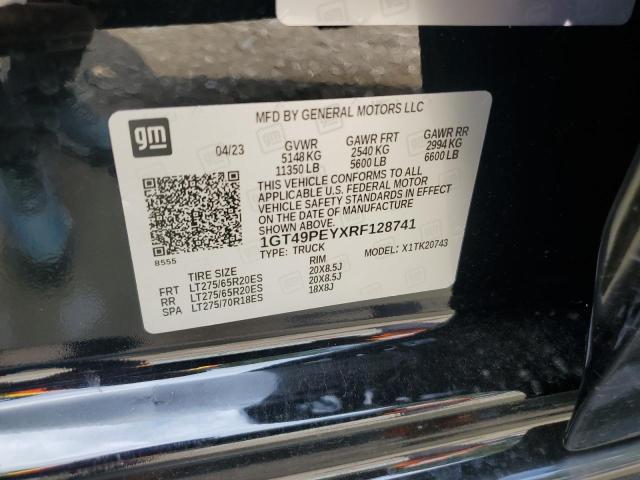 MFD BY GENERAL MOTORS LLC
gm
04/23 GVWR GAWR FRT GAWR RR
5148 KG 2540 KG 2994 KG
11350 LB 5600 LB 6600 LB
THIS VEHICLE CONFORMS TO ALL
APPLICABLE U.S. FEDERAL MOTOR
VEHICLE SAFETY STANDARDS IN EFFECT
ON THE DATE OF MANUFACTURE
SHOWN ABOVE.
1GT49PEYXRF128741
8555 TYPE: TRUCK MODEL: X1TK20743
TIRE SIZE RIM
FRT LT275/65R20ES 20X8.5J
RR LT275/65R20ES 20X8.5J
SPA LT275/70R18ES 18X8J